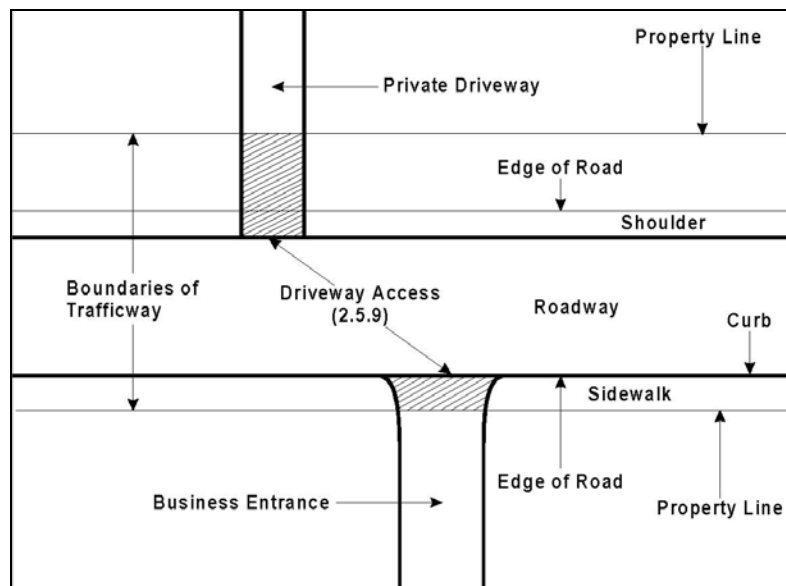 Property Line
Private Driveway
Edge of Road
Shoulder
Boundaries of
Trafficway
Driveway Access
(2.5.9)
Roadway
Curb
Sidewalk
Business Entrance
Edge of Road
Property Line